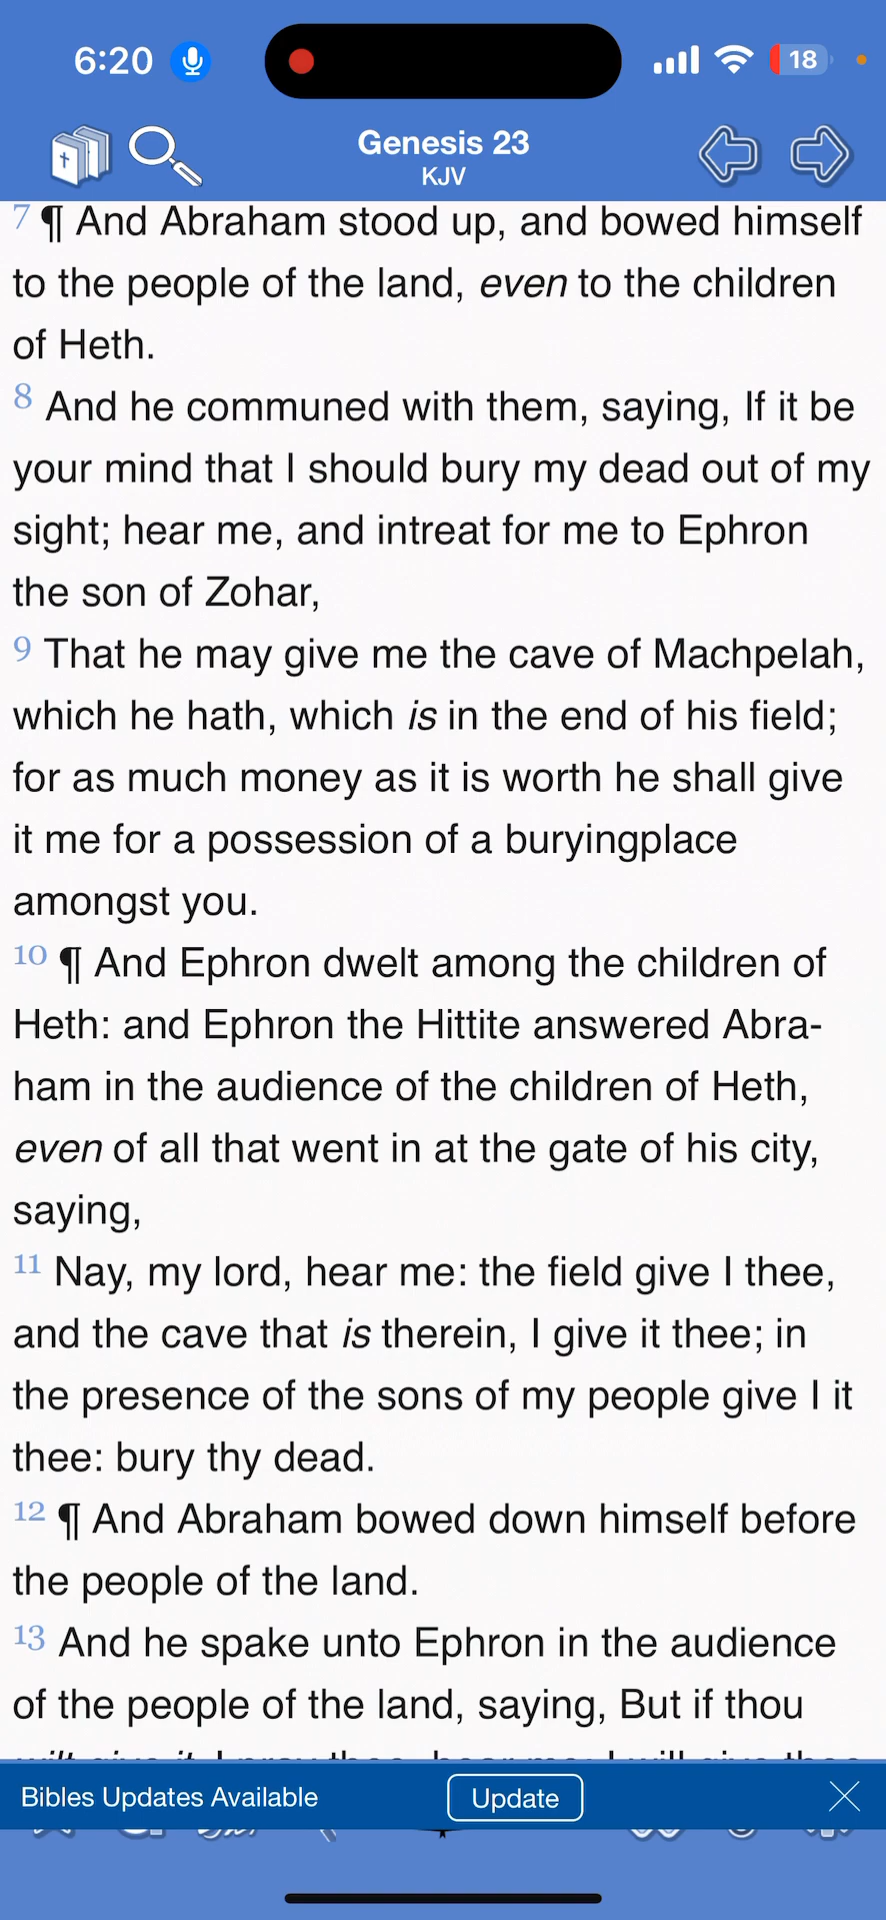 6:20
18
Genesis 23
KJV
7 ¶ And Abraham stood up, and bowed himself
to the people of the land, even to the children
of Heth.
8 And he communed with them, saying, If it be
your mind that I should bury my dead out of my
sight; hear me, and intreat for me to Ephron
the son of Zohar,
9 That he may give me the cave of Machpelah,
which he hath, which is in the end of his field;
for as much money as it is worth he shall give
it me for a possession of a buryingplace
amongst you.
10 ¶ And Ephron dwelt among the children of
Heth: and Ephron the Hittite answered Abra-
ham in the audience of the children of Heth,
even of all that went in at the gate of his city,
saying,
11 Nay, my lord, hear me: the field give I thee,
and the cave that is therein, I give it thee; in
the presence of the sons of my people give I it
thee: bury thy dead.
12 ¶ And Abraham bowed down himself before
the people of the land.
13 And he spake unto Ephron in the audience
of the people of the land, saying, But if thou
wilt give it, I pray thee, hear me: I will give thee
Bibles Updates Available
Update